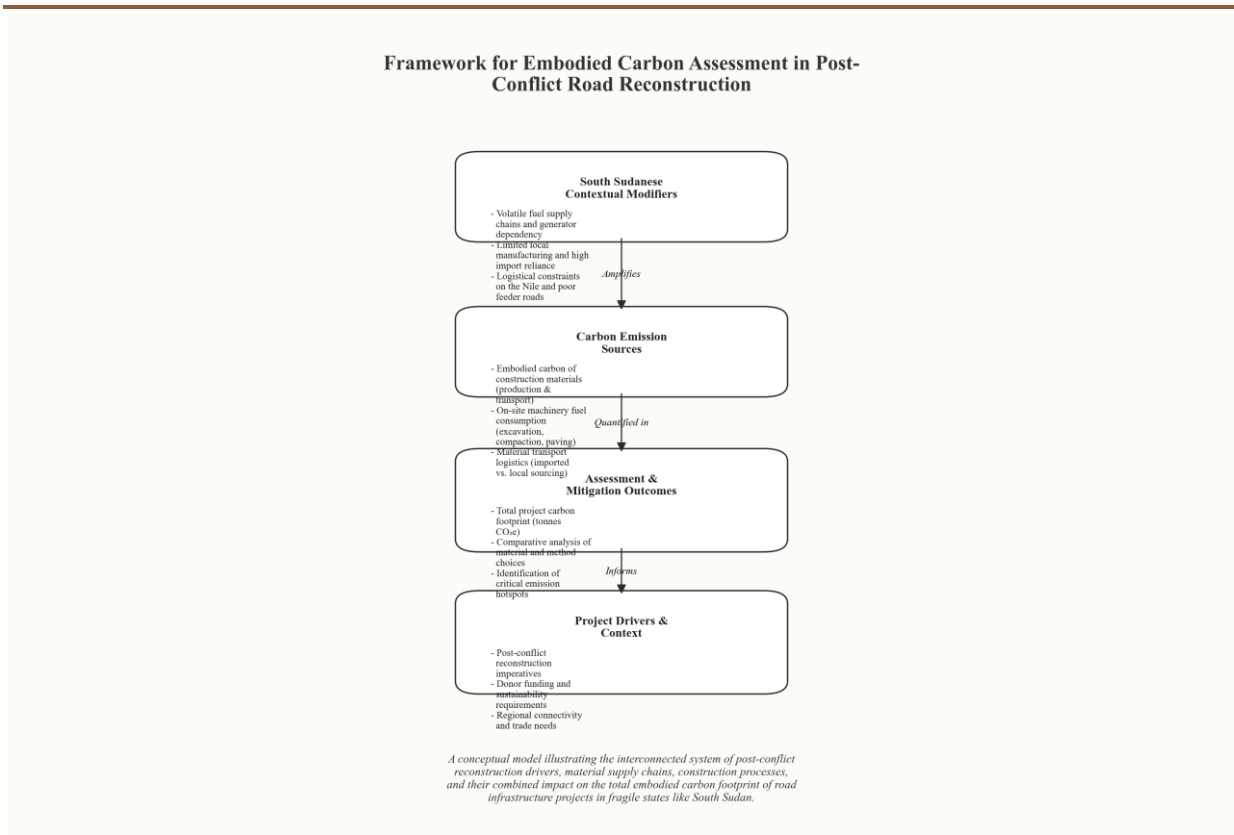 Framework for Embodied Carbon Assessment in Post-
Conflict Road Reconstruction
South Sudanese
Contextual Modifiers
- Volatile fuel supply
chains and generator
dependency
- Limited local
manufacturing and high
import reliance
- Logistical constraints
on the Nile and poor
feeder roads
Amplifies
Carbon Emission
Sources
- Embodied carbon of
construction materials
(production &
transport)
- On-site machinery fuel
consumption
(excavation,
compaction, paving)
- Material transport
logistics (imported
vs. local sourcing)
Quantified in
Assessment &
Mitigation Outcomes
- Total project carbon
footprint (tonnes
CO₂e)
- Comparative analysis of
material and method
choices
- Identification of
critical emission
hotspots
Informs
Project Drivers &
Context
- Post-conflict
reconstruction
imperatives
- Donor funding and
sustainability
requirements
- Regional connectivity
and trade needs
A conceptual model illustrating the interconnected system of post-conflict
reconstruction drivers, material supply chains, construction processes,
and their combined impact on the total embodied carbon footprint of road
infrastructure projects in fragile states like South Sudan.